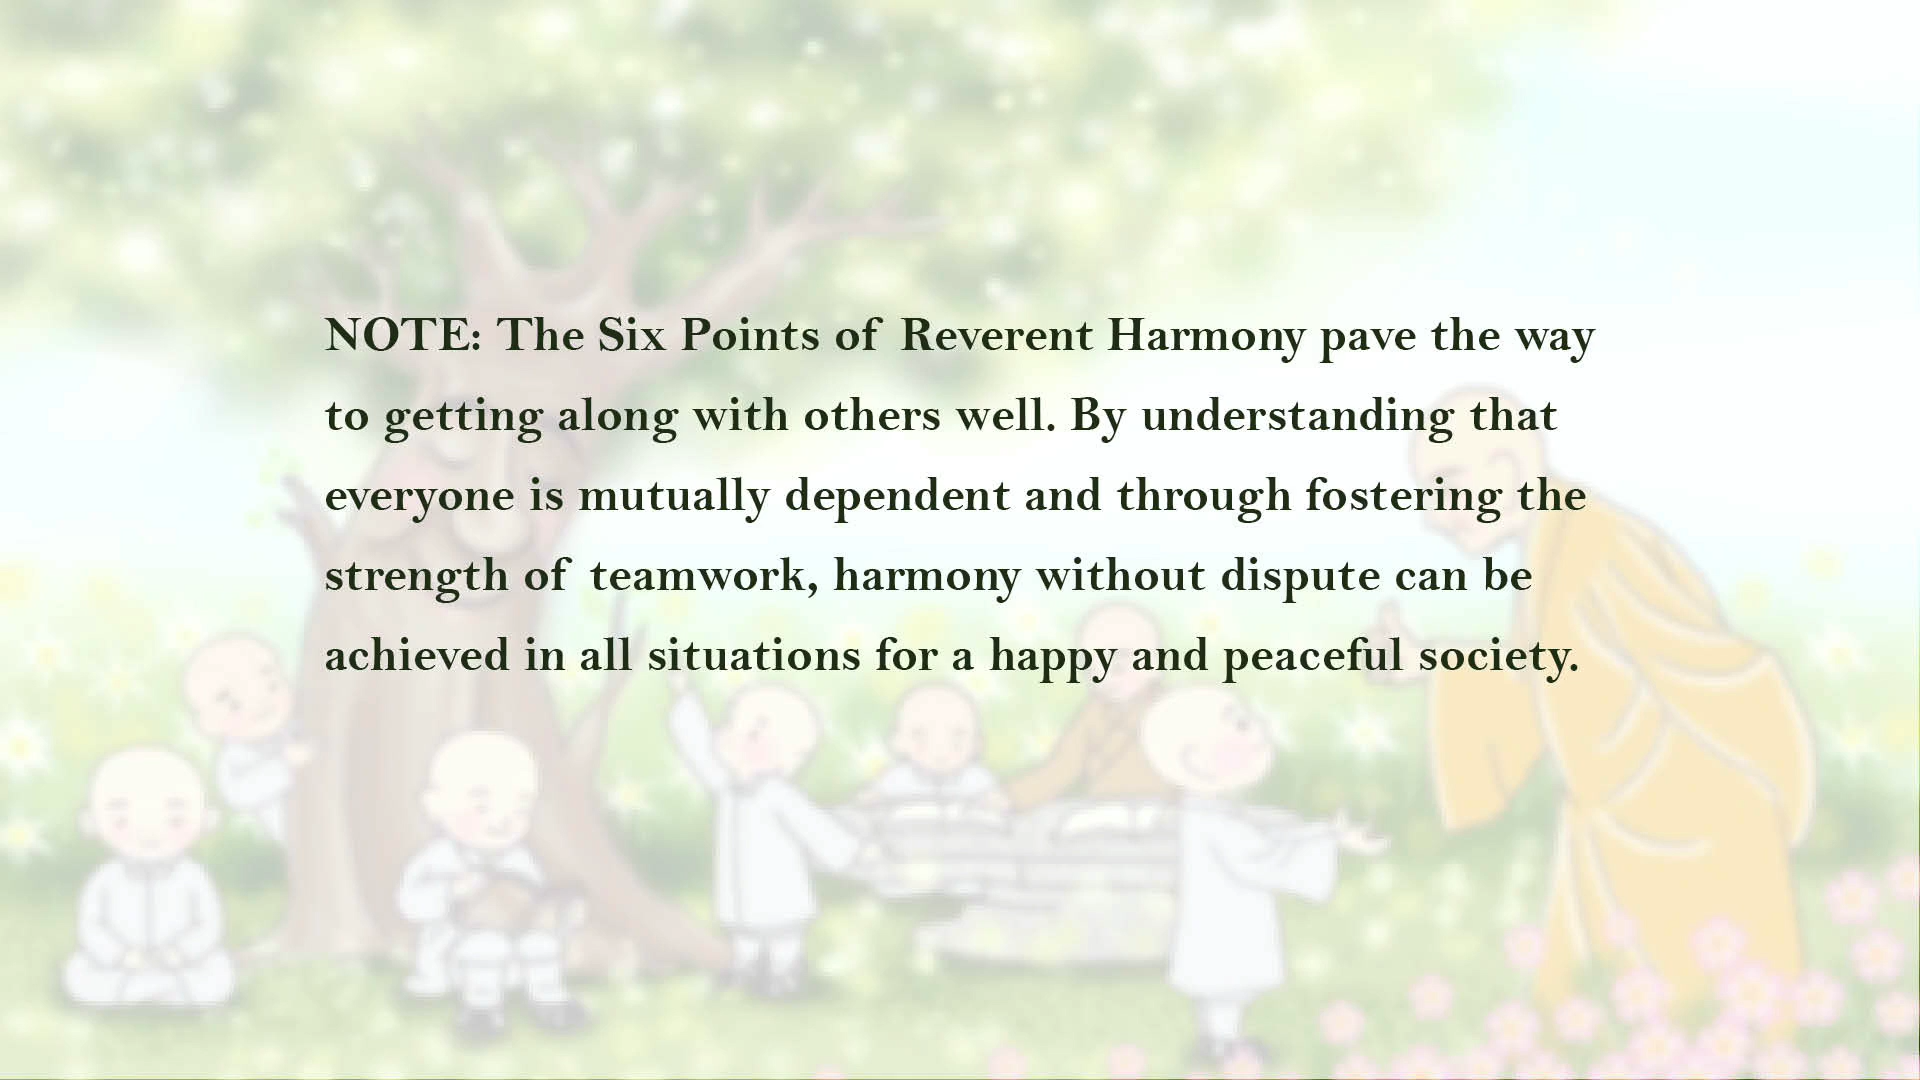 NOTE: The Six Points of Reverent Harmony pave the way
to getting along with others well. By understanding that
everyone is mutually dependent and through fostering the
strength of teamwork, harmony without dispute can be
achieved in all situations for a happy and peaceful society.